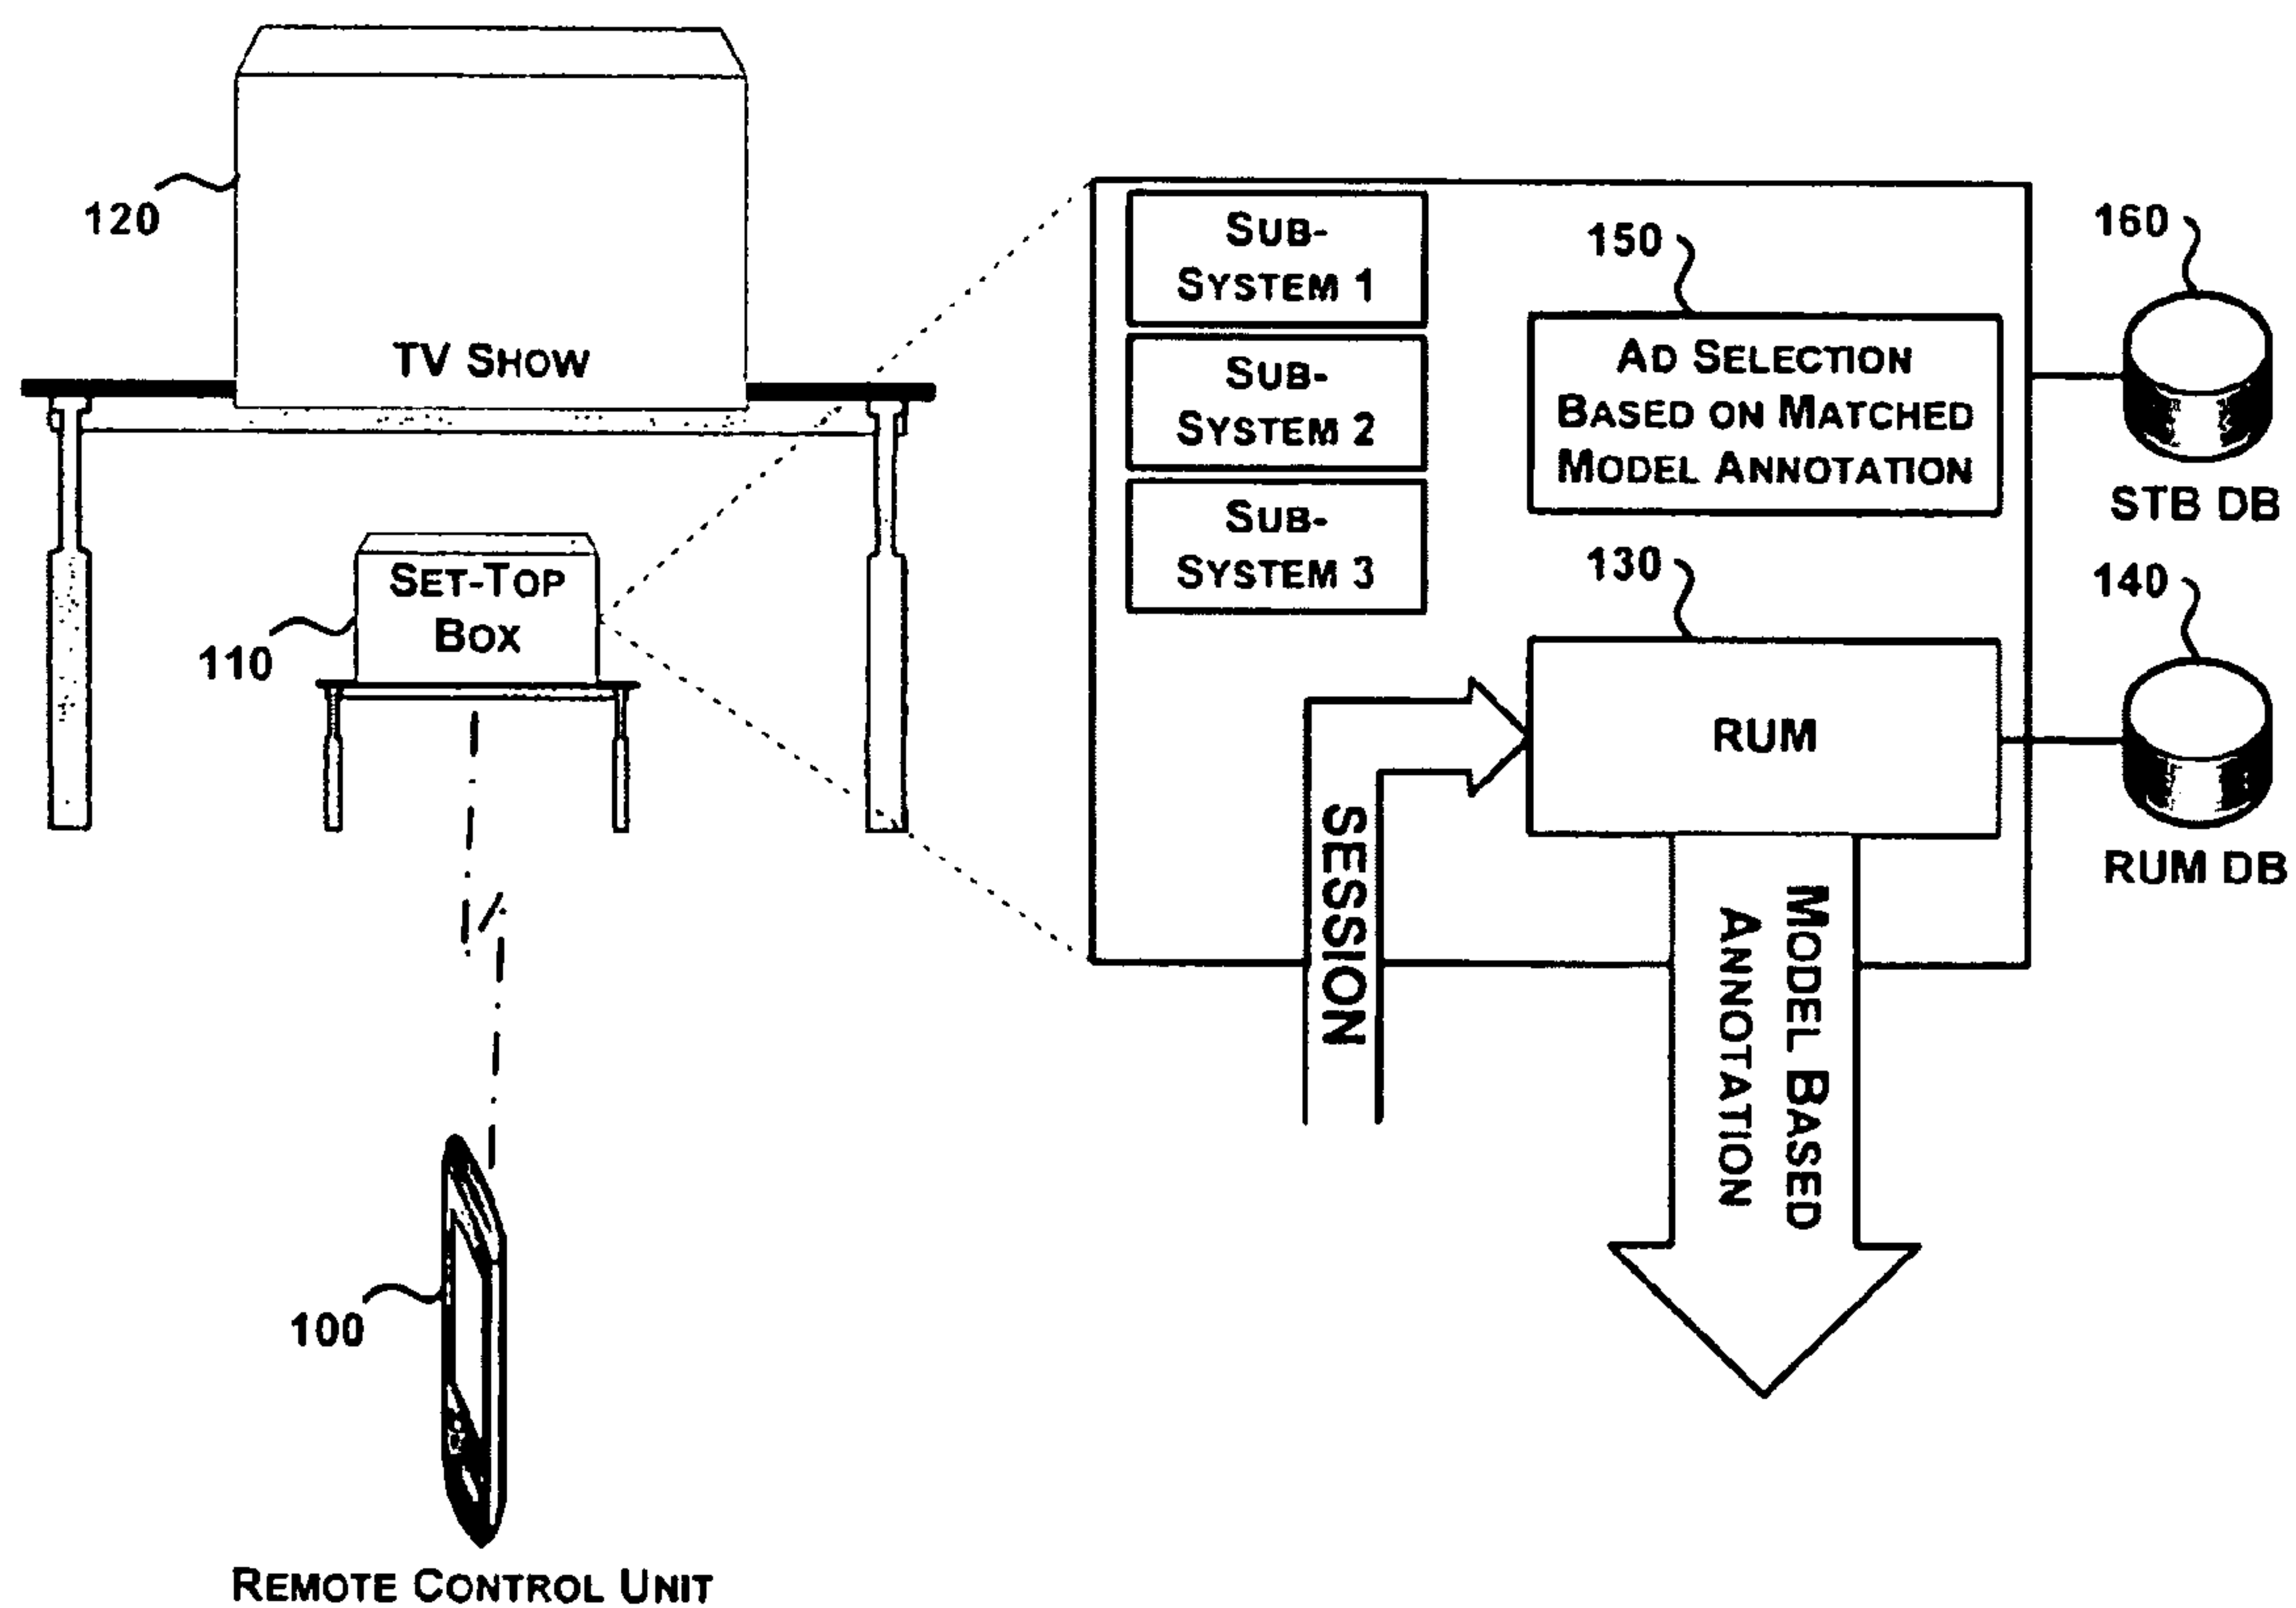 120
TV SHOW
SET-TOP
BOX
110
100
REMOTE CONTROL UNIT
SUB-
SYSTEM 1
SUB-
SYSTEM 2
SUB-
SYSTEM 3
150
AD SELECTION
BASED ON MATCHED
MODEL ANNOTATION
130
RUM
SESSION
MODEL BASED
ANNOTATION
160
STB DB
140
RUM DB